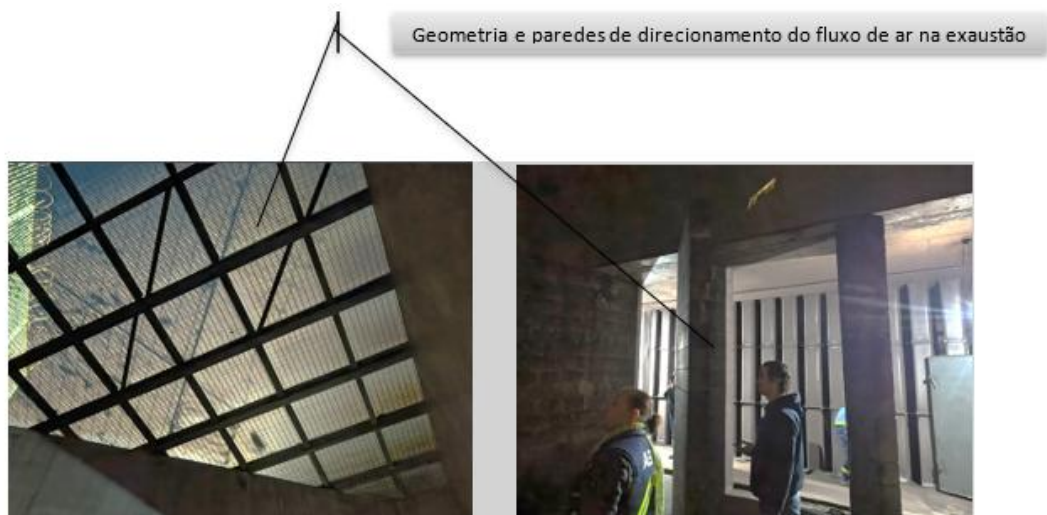 Geometria e paredes de direcionamento do fluxo de ar na exaustão